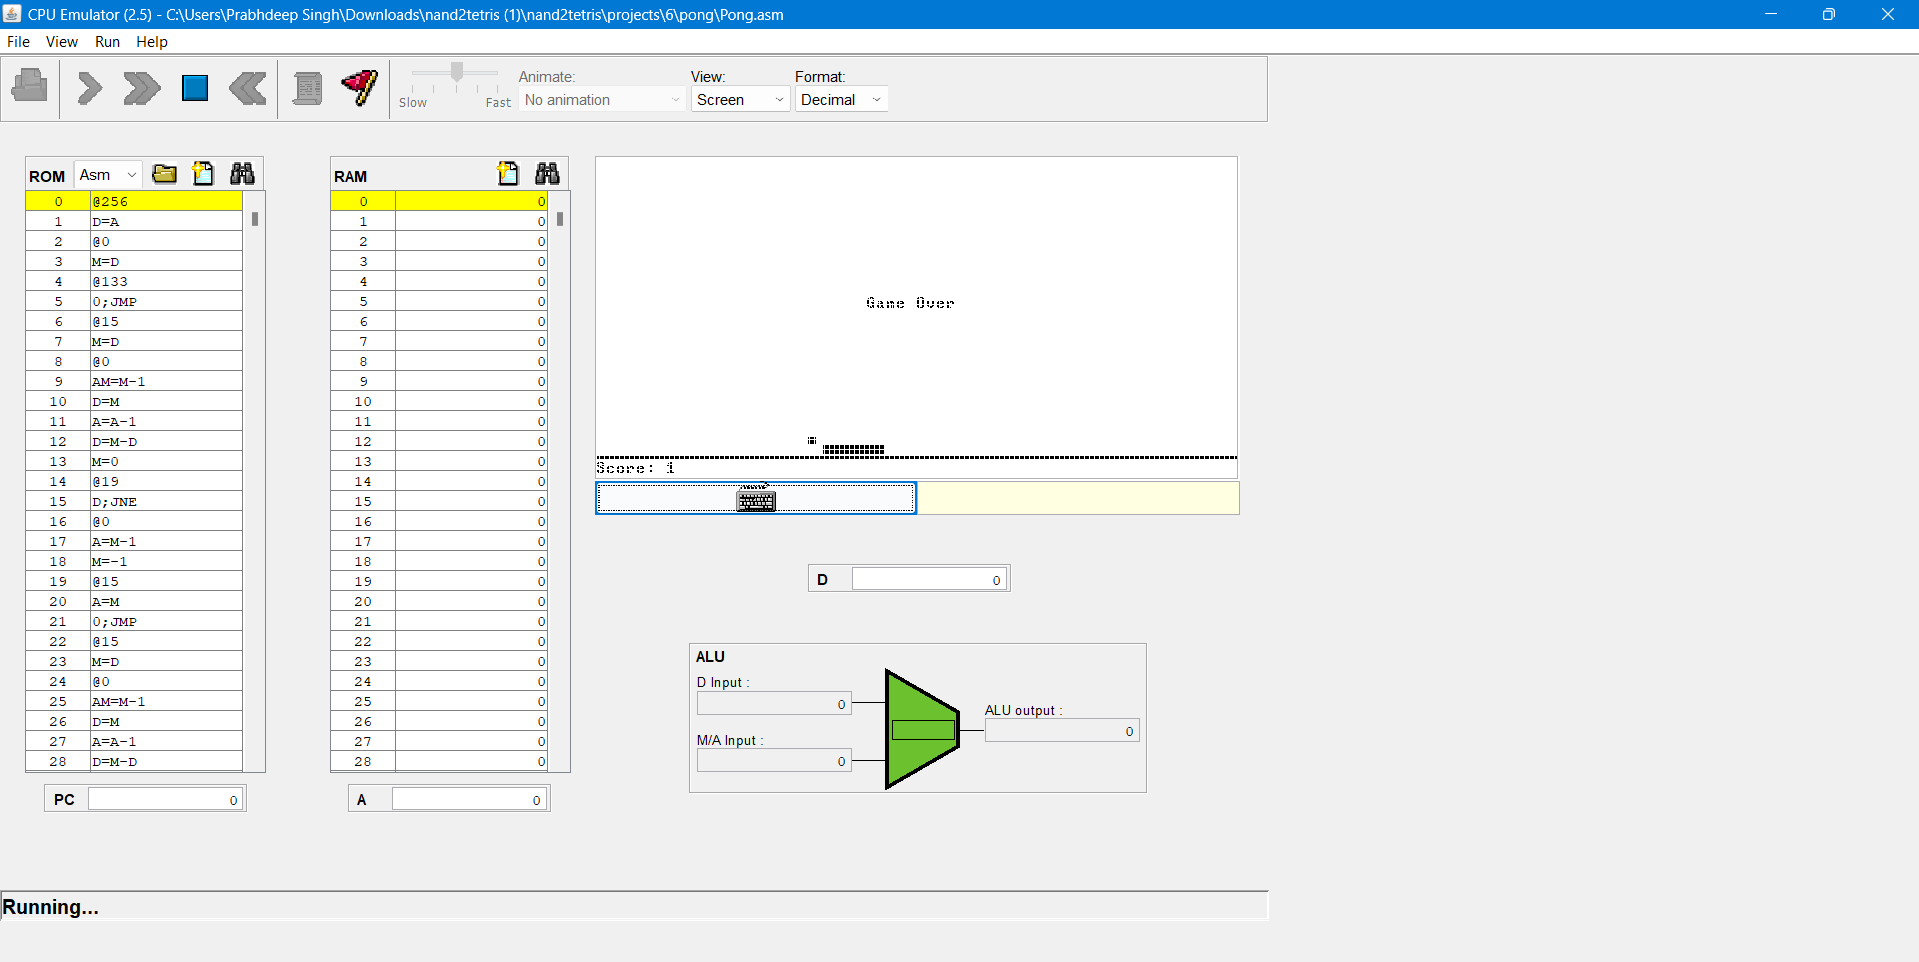 CPU Emulator (2.5) - C:\Users\Prabhdeep Singh\Downloads\nand2tetris (1)\nand2tetris\projects\6\pong\Pong.asm
File View Run Help
Animate: View: Format:
Slow Fast No animation Screen Decimal
ROM Asm
0 @256
1 D=A
2 @0
3 M=D
4 @133
5 0;JMP
6 @15
7 M=D
8 @0
9 AM=M-1
10 D=M
11 A=A-1
12 D=M-D
13 M=0
14 @19
15 D;JNE
16 @0
17 A=M-1
18 M=-1
19 @15
20 A=M
21 0;JMP
22 @15
23 M=D
24 @0
25 AM=M-1
26 D=M
27 A=A-1
28 D=M-D
PC 0
RAM
0 0
1 0
2 0
3 0
4 0
5 0
6 0
7 0
8 0
9 0
10 0
11 0
12 0
13 0
14 0
15 0
16 0
17 0
18 0
19 0
20 0
21 0
22 0
23 0
24 0
25 0
26 0
27 0
28 0
A 0
Game Over
Score: 1
D 0
ALU
D Input :
0
M/A Input :
0
ALU output :
0
Running...